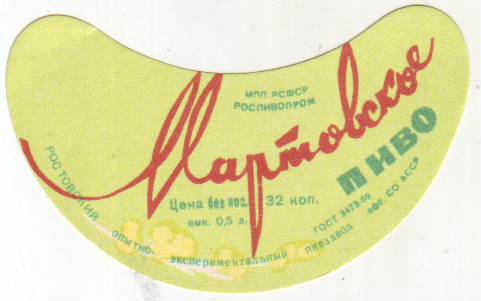 МПП РСФСР
РОСПИВОПРОМ
Мартовское
ПИВО
Цена без пос. 32 коп.
емк. 0,5 л.
ГОСТ 3473-69
РОСТОВСКИЙ ОПЫТНО-ЭКСПЕРИМЕНТАЛЬНЫЙ ПИВЗАВОД СО АССР